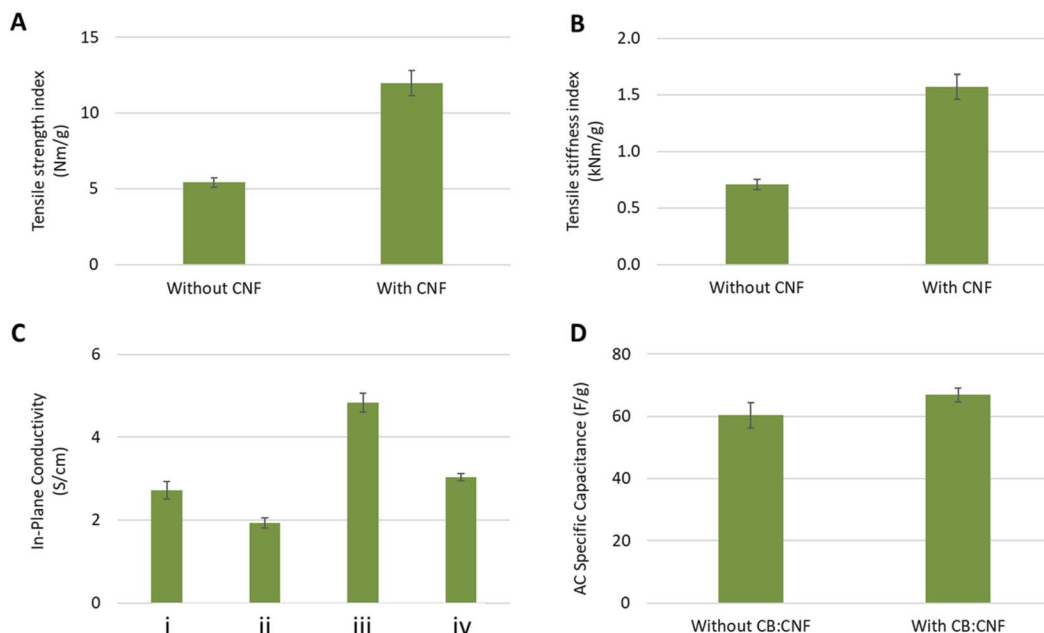 A
Tensile strength index
(Nm/g)
15
10
5
0
Without CNF
With CNF
B
Tensile stiffness index
(kNm/g)
2.0
1.5
1.0
0.5
0.0
Without CNF
With CNF
C
In-Plane Conductivity
(S/cm)
6
4
2
0
i
ii
iii
iv
D
AC Specific Capacitance (F/g)
80
60
40
20
0
Without CB:CNF
With CB:CNF